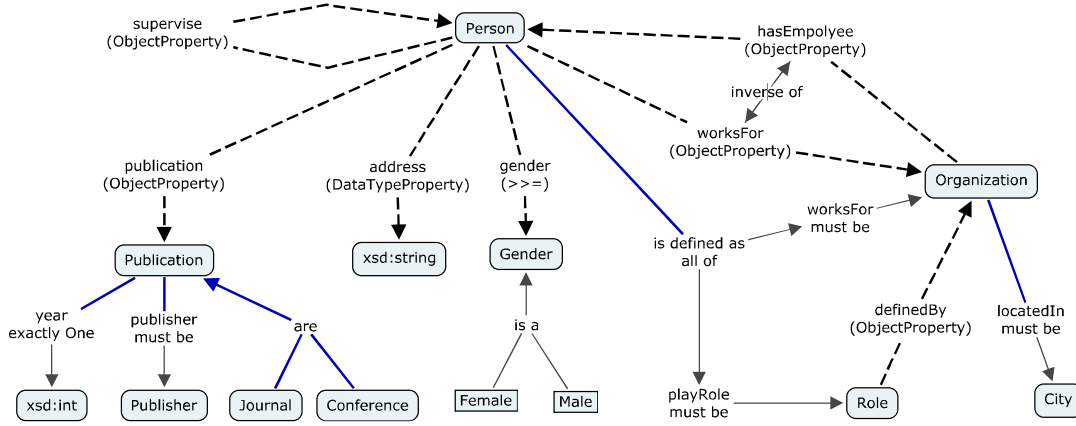 supervise
(ObjectProperty)
Person
hasEmpolyee
(ObjectProperty)
inverse of
worksFor
(ObjectProperty)
publication
(ObjectProperty)
address
(DataTypeProperty)
gender
(>>=)
Organization
worksFor
must be
is defined as
all of
Publication
xsd:string
Gender
year
exactly One
publisher
must be
are
is a
definedBy
(ObjectProperty)
locatedIn
must be
xsd:int
Publisher
Journal
Conference
Female
Male
playRole
must be
Role
City